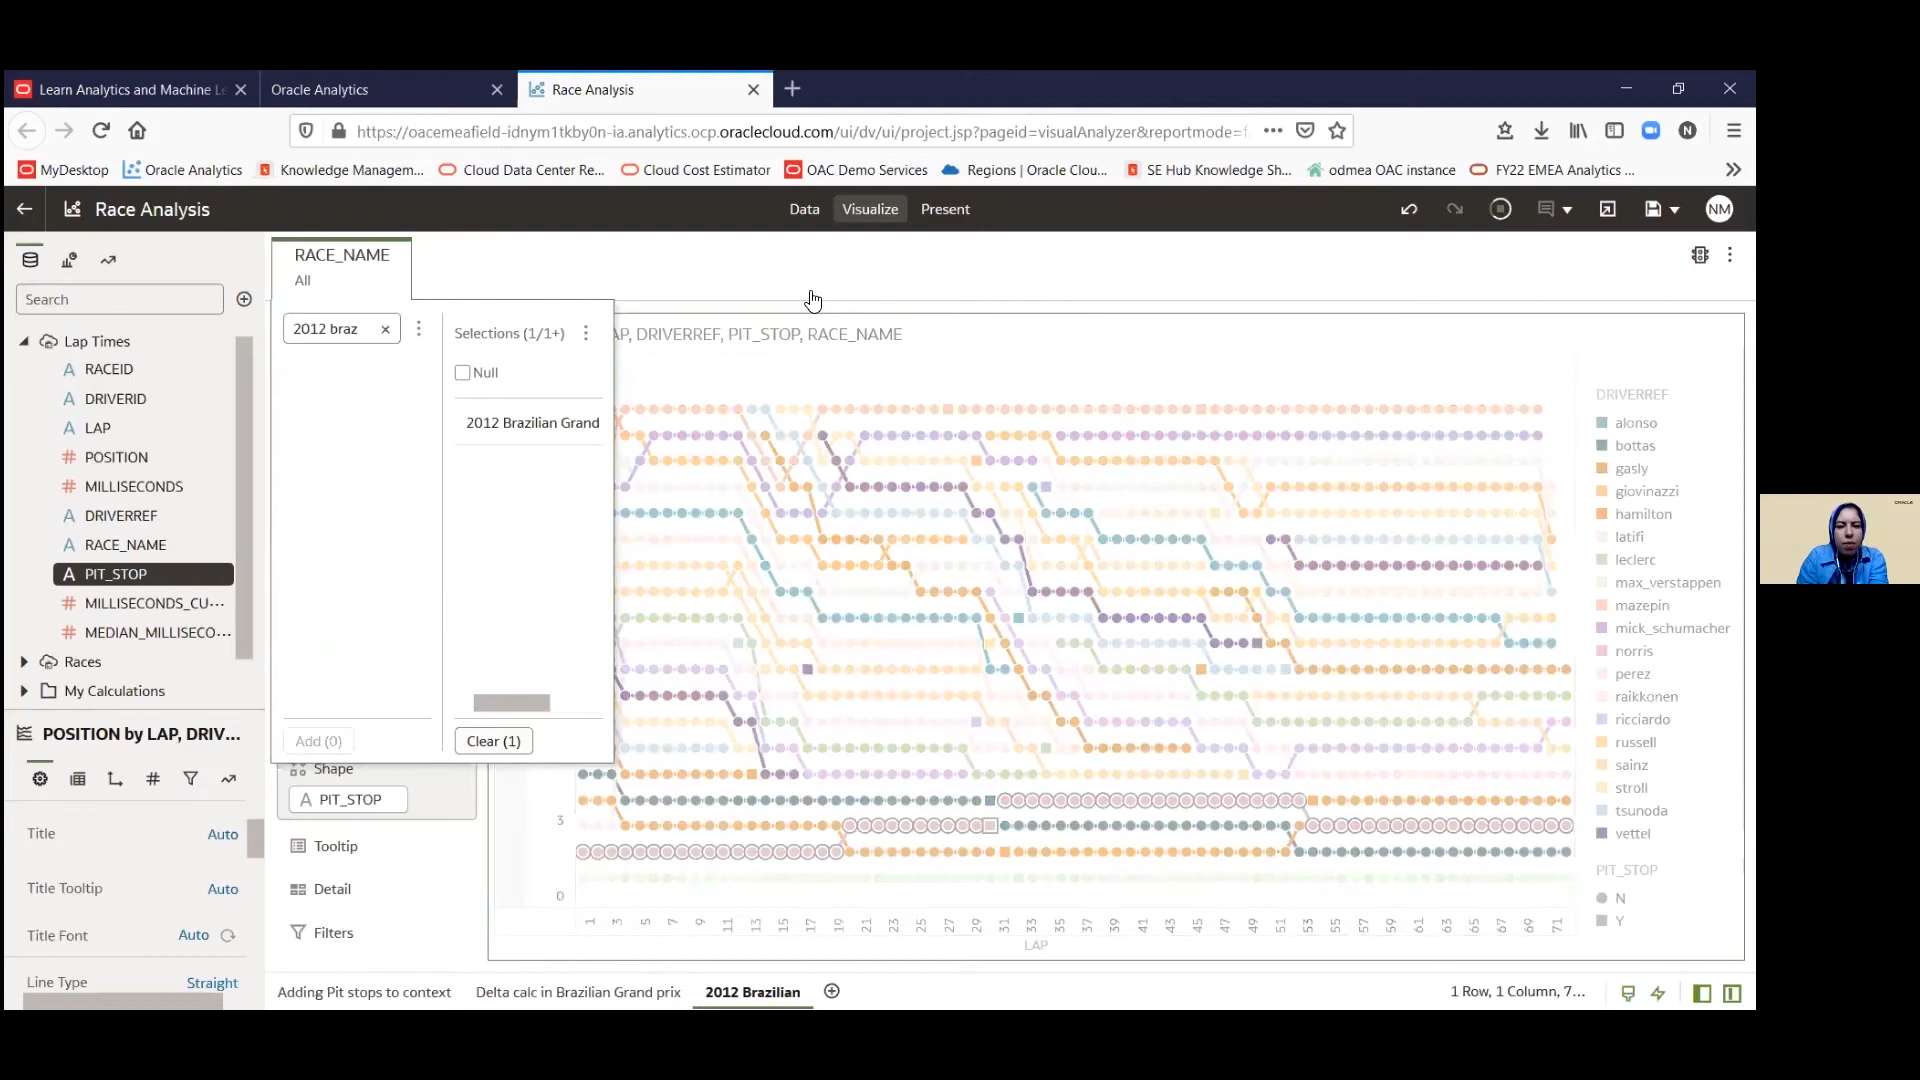 Learn Analytics and Machine Le
Oracle Analytics
Race Analysis
https://oacemeafield-idnym1tkby0n-ia.analytics.ocp.oraclecloud.com/ui/dv/ui/project.jsp?pageid=visualAnalyzer&reportmode=f
N
MyDesktop
Oracle Analytics
Knowledge Managem...
Cloud Data Center Re...
Cloud Cost Estimator
OAC Demo Services
Regions | Oracle Clou...
SE Hub Knowledge Sh...
odmea OAC instance
FY22 EMEA Analytics ...
Race Analysis
Data
Visualize
Present
NM
RACE_NAME
All
Search
2012 braz
Selections (1/1+)
Null
2012 Brazilian Grand
Add (0)
Clear (1)
Lap Times
A RACEID
A DRIVERID
A LAP
# POSITION
# MILLISECONDS
A DRIVERREF
A RACE_NAME
A PIT_STOP
# MILLISECONDS_CU...
# MEDIAN_MILLISECO...
Races
My Calculations
POSITION by LAP, DRIV...
Title
Auto
Title Tooltip
Auto
Title Font
Auto
Line Type
Straight
Shape
A PIT_STOP
Tooltip
Detail
Filters
AP, DRIVERREF, PIT_STOP, RACE_NAME
3
0
1 3 5 7 9 11 13 15 17 19 21 23 25 27 29 31 33 35 37 39 41 43 45 47 49 51 53 55 57 59 61 63 65 67 69 71
LAP
DRIVERREF
alonso
bottas
gasly
giovinazzi
hamilton
latifi
leclerc
max_verstappen
mazepin
mick_schumacher
norris
perez
raikkonen
ricciardo
russell
sainz
stroll
tsunoda
vettel
PIT_STOP
N
Y
Adding Pit stops to context
Delta calc in Brazilian Grand prix
2012 Brazilian
1 Row, 1 Column, 7...